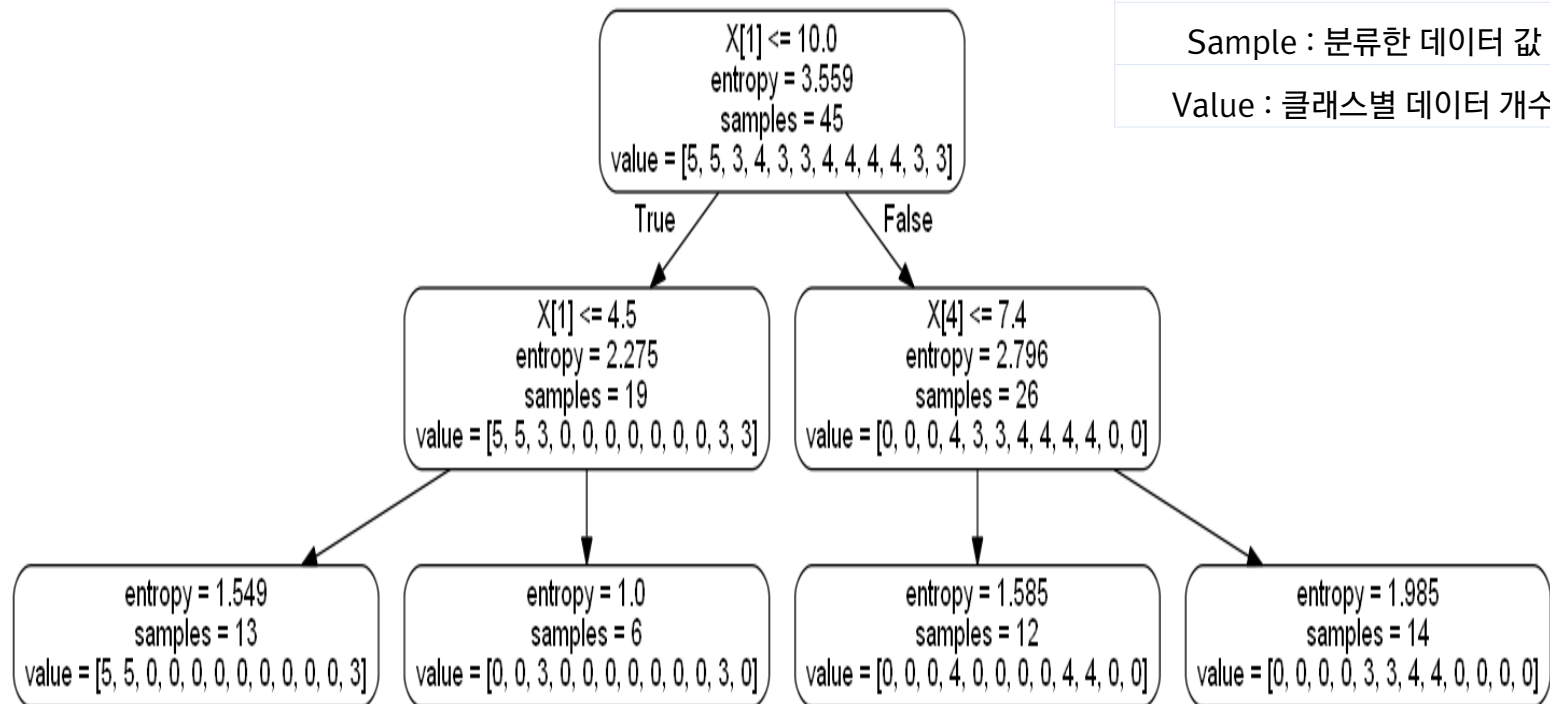 Sample : 분류한 데이터 값
Value : 클래스별 데이터 개수
X[1] <= 10.0
entropy = 3.559
samples = 45
value = [5, 5, 3, 4, 3, 3, 4, 4, 4, 4, 3, 3]
True
False
X[1] <= 4.5
entropy = 2.275
samples = 19
value = [5, 5, 3, 0, 0, 0, 0, 0, 0, 0, 3, 3]
X[4] <= 7.4
entropy = 2.796
samples = 26
value = [0, 0, 0, 4, 3, 3, 4, 4, 4, 4, 0, 0]
entropy = 1.549
samples = 13
value = [5, 5, 0, 0, 0, 0, 0, 0, 0, 0, 0, 3]
entropy = 1.0
samples = 6
value = [0, 0, 3, 0, 0, 0, 0, 0, 0, 0, 3, 0]
entropy = 1.585
samples = 12
value = [0, 0, 0, 4, 0, 0, 0, 0, 4, 4, 0, 0]
entropy = 1.985
samples = 14
value = [0, 0, 0, 0, 3, 3, 4, 4, 0, 0, 0, 0]